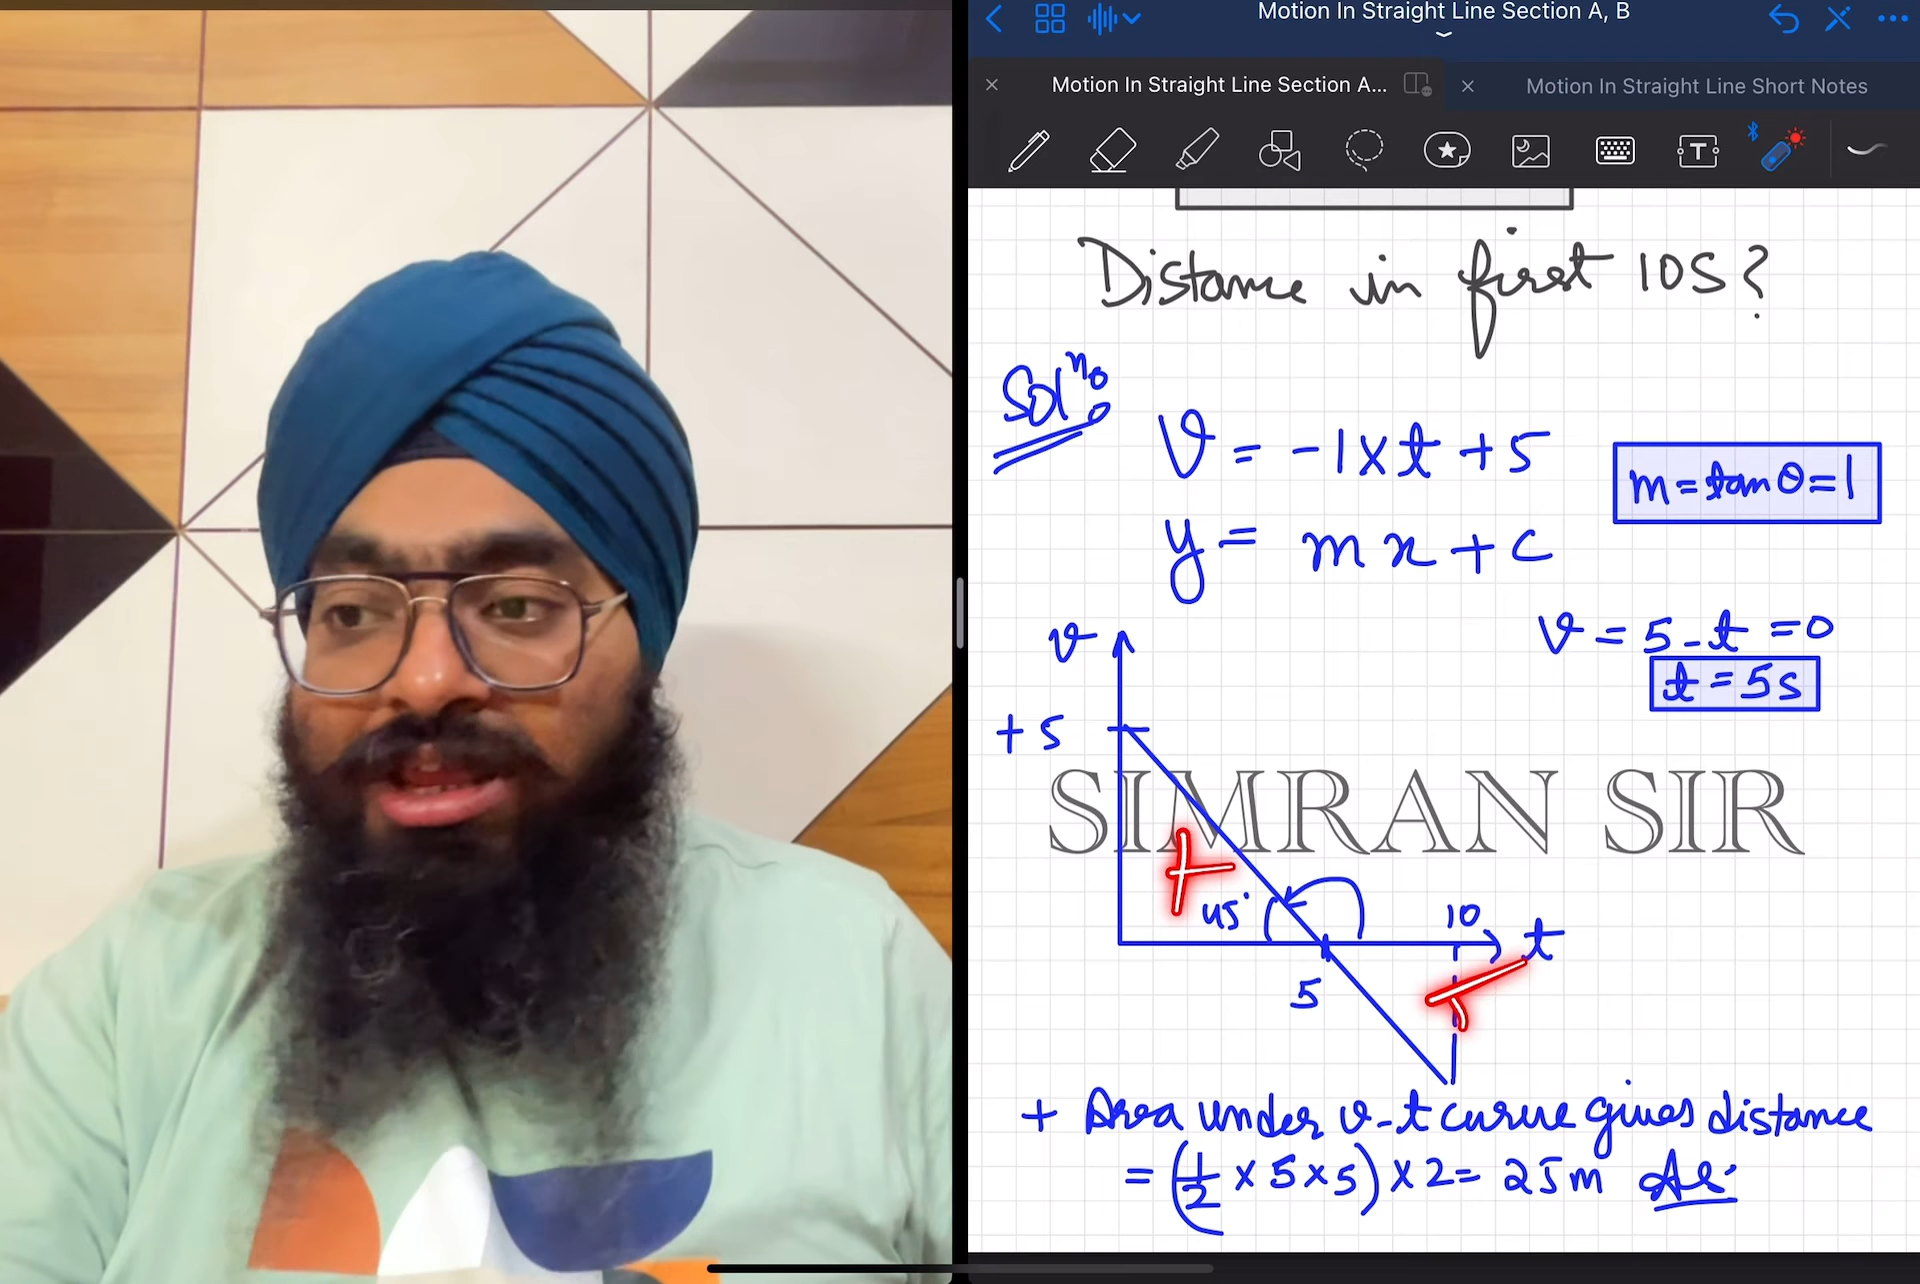 Motion In Straight Line Section A, B
Motion In Straight Line Section A...
Motion In Straight Line Short Notes
T
Distance in first 10S?
Solⁿ
v = -1×t +5
m = tan θ = 1
y = mx + c
v = 5 - t = 0
t = 5s
v
+5
SIMRAN SIR
45°
10
t
5
+ Area under v-t curve gives distance
= (1/2 × 5 × 5) × 2 = 25m As.